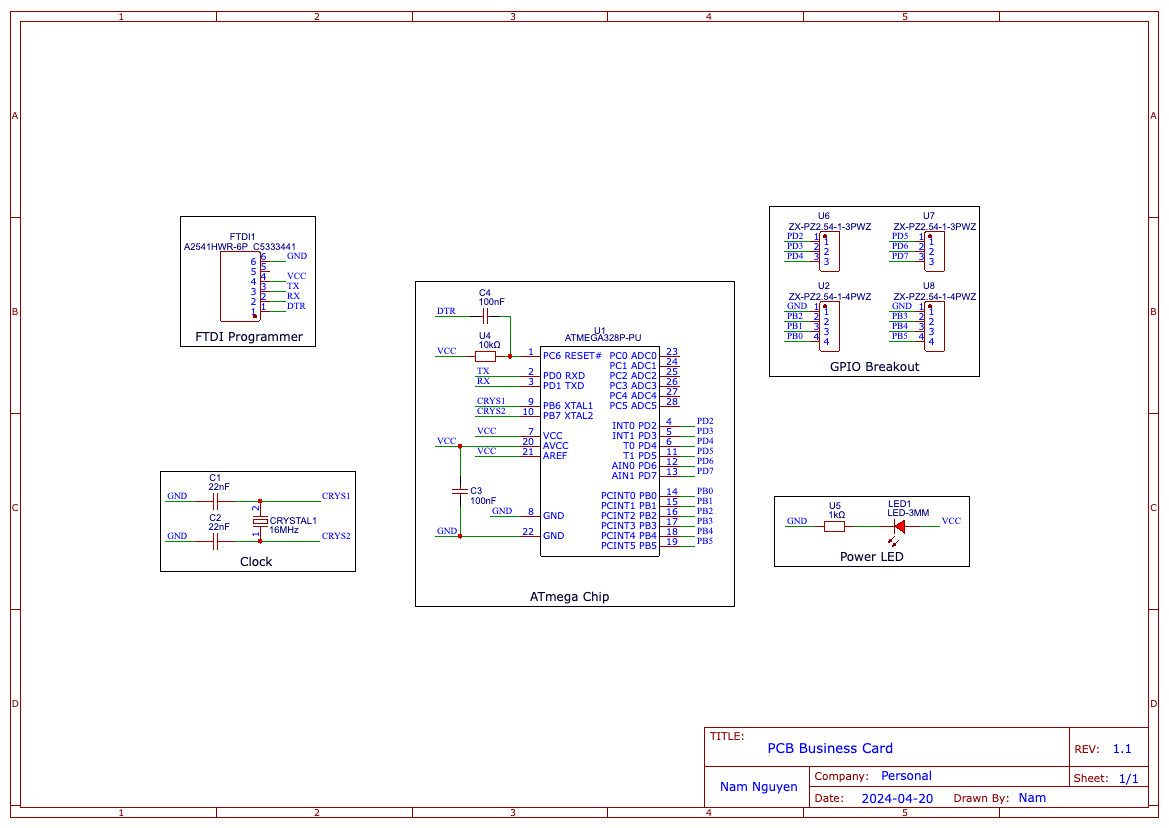 1 2 3 4 5
A A
B B
C C
D D
FTDI1
A2541HWR-6P_C5333441
6 6 GND
5 5
4 4 VCC
3 3 TX
2 2 RX
1 1 DTR
FTDI Programmer
C4
100nF
DTR
U4
10kΩ
VCC
U1
ATMEGA328P-PU
1 PC6 RESET#
TX 2 PD0 RXD
RX 3 PD1 TXD
CRYS1 9 PB6 XTAL1
CRYS2 10 PB7 XTAL2
VCC 7 VCC
VCC 20 AVCC
VCC 21 AREF
C3
100nF
GND 8 GND
GND 22 GND
PC0 ADC0 23
PC1 ADC1 24
PC2 ADC2 25
PC3 ADC3 26
PC4 ADC4 27
PC5 ADC5 28
INT0 PD2 4 PD2
INT1 PD3 5 PD3
T0 PD4 6 PD4
T1 PD5 11 PD5
AIN0 PD6 12 PD6
AIN1 PD7 13 PD7
PCINT0 PB0 14 PB0
PCINT1 PB1 15 PB1
PCINT2 PB2 16 PB2
PCINT3 PB3 17 PB3
PCINT4 PB4 18 PB4
PCINT5 PB5 19 PB5
ATmega Chip
U6
ZX-PZ2.54-1-3PWZ
PD2 1 1
PD3 2 2
PD4 3 3
U7
ZX-PZ2.54-1-3PWZ
PD5 1 1
PD6 2 2
PD7 3 3
U2
ZX-PZ2.54-1-4PWZ
GND 1 1
PB2 2 2
PB1 3 3
PB0 4 4
U8
ZX-PZ2.54-1-4PWZ
GND 1 1
PB3 2 2
PB4 3 3
PB5 4 4
GPIO Breakout
C1
22nF
GND CRYS1
2
C2
22nF
CRYSTAL1
16MHz
1
GND CRYS2
Clock
U5
1kΩ
LED1
LED-3MM
GND VCC
Power LED
TITLE:
PCB Business Card
REV: 1.1
Nam Nguyen
Company: Personal
Sheet: 1/1
Date: 2024-04-20 Drawn By: Nam
1 2 3 4 5